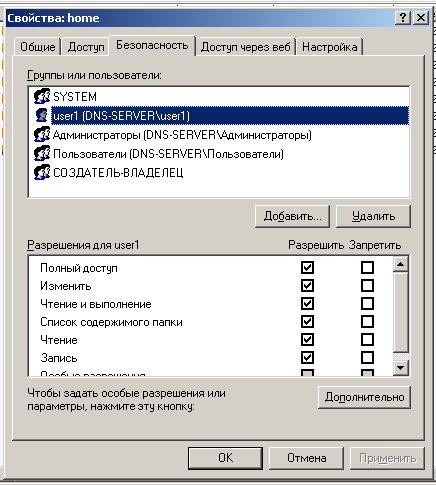 Свойства: home
Общие Доступ Безопасность Доступ через веб Настройка
Группы или пользователи:
SYSTEM
user1 (DNS-SERVER\user1)
Администраторы (DNS-SERVER\Администраторы)
Пользователи (DNS-SERVER\Пользователи)
СОЗДАТЕЛЬ-ВЛАДЕЛЕЦ
Добавить... Удалить
Разрешения для user1 Разрешить Запретить
Полный доступ
Изменить
Чтение и выполнение
Список содержимого папки
Чтение
Запись
Особые разрешения
Чтобы задать особые разрешения или
параметры, нажмите эту кнопку:
Дополнительно
OK Отмена Применить